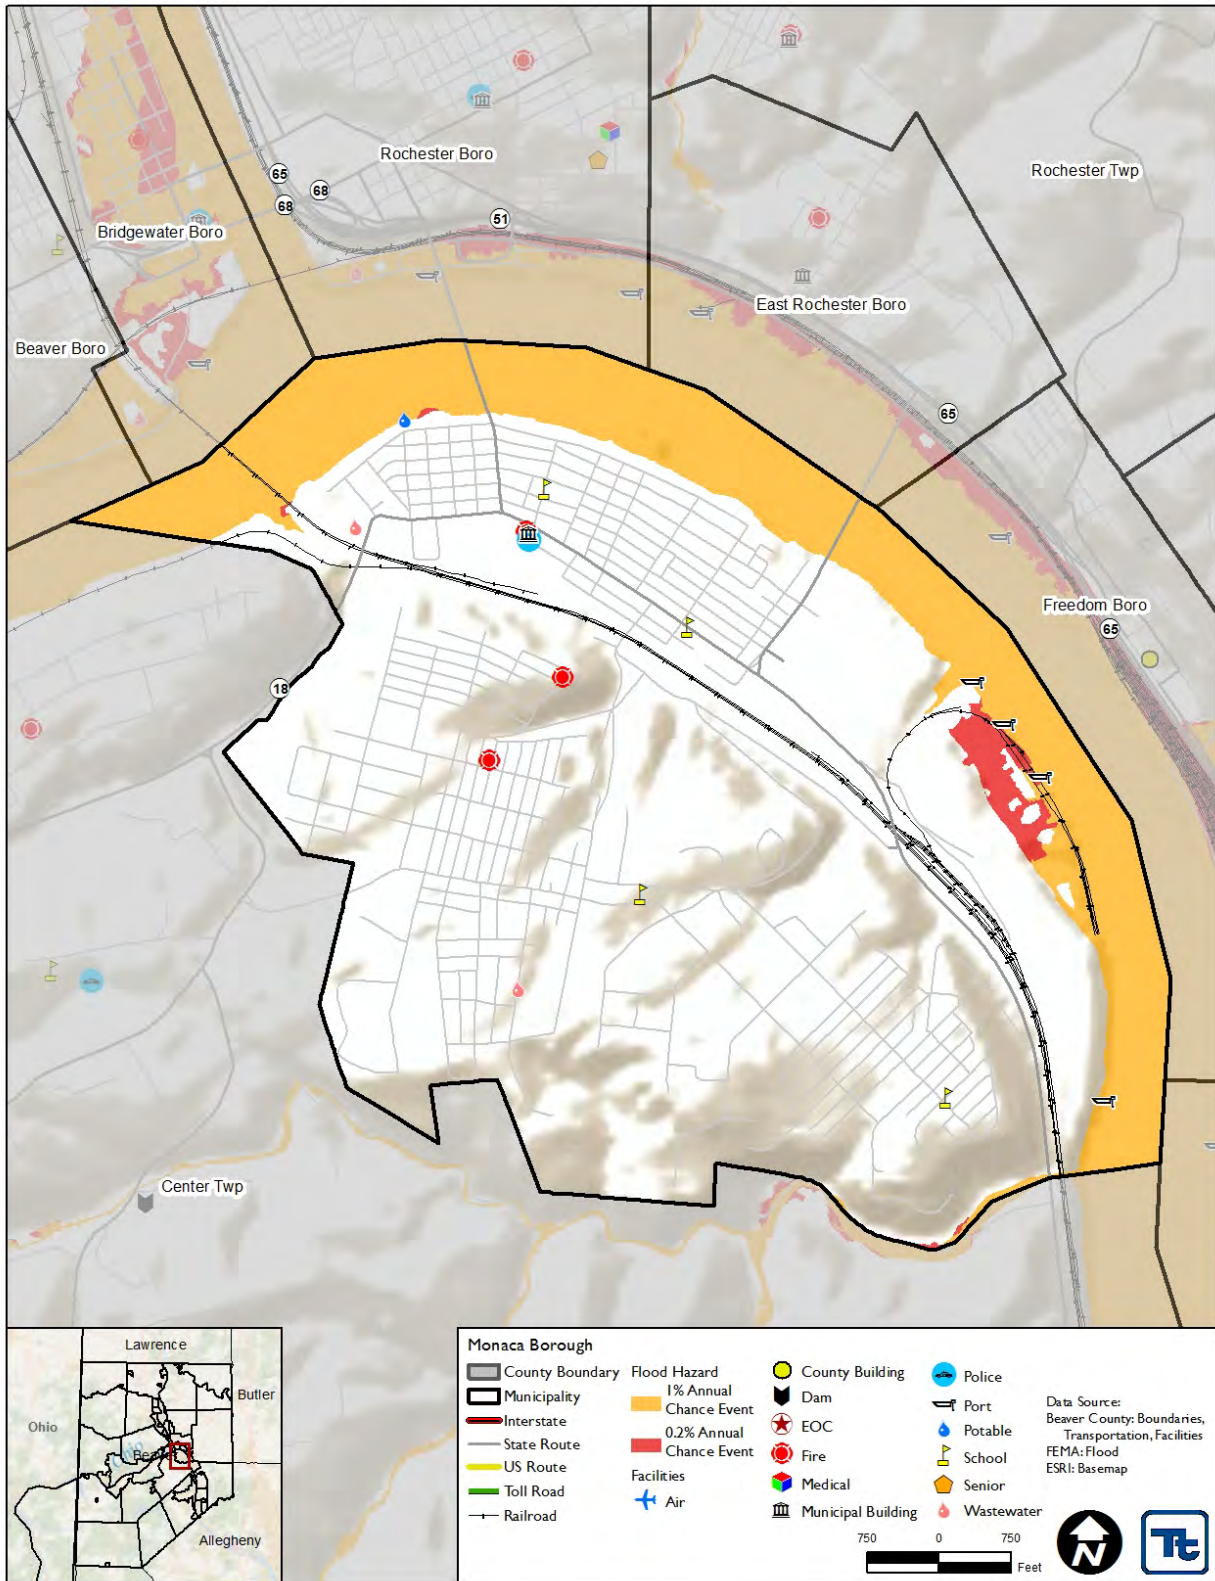 Rochester Boro
Rochester Twp
65
68
68
51
Bridgewater Boro
East Rochester Boro
Beaver Boro
65
Freedom Boro
65
18
Center Twp
Lawrence
Butler
Ohio
Ohio
Beav
Allegheny
Monaca Borough
County Boundary
Municipality
Interstate
State Route
US Route
Toll Road
Railroad
Flood Hazard
1% Annual
Chance Event
0.2% Annual
Chance Event
Facilities
Air
County Building
Dam
EOC
Fire
Medical
Municipal Building
Police
Port
Potable
School
Senior
Wastewater
Data Source:
Beaver County: Boundaries,
Transportation, Facilities
FEMA: Flood
ESRI: Basemap
750 0 750
Feet
N
Tt